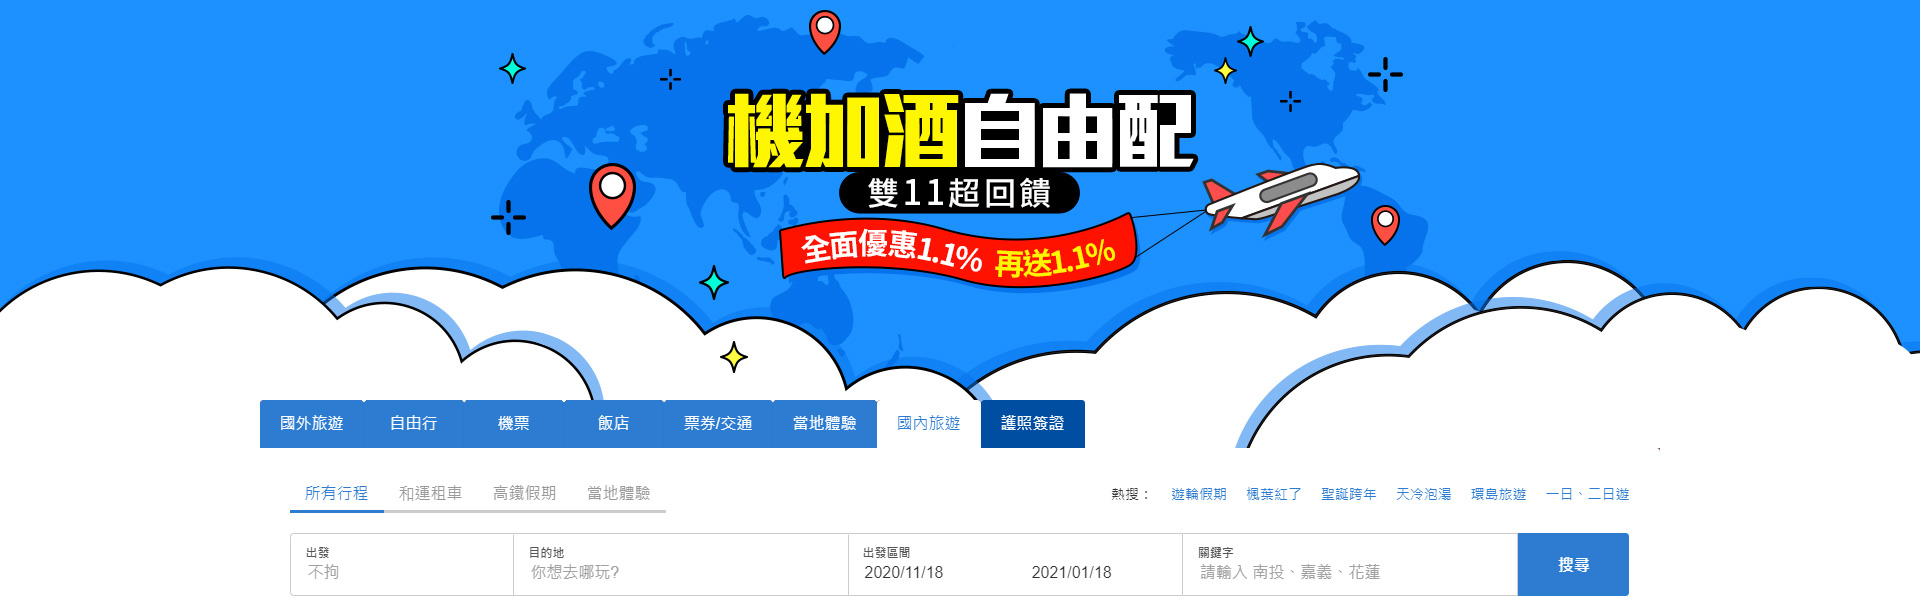 機加酒自由配
雙11超回饋
全面優惠1.1% 再送1.1%
國外旅遊 自由行 機票 飯店 票券/交通 當地體驗 國內旅遊 護照簽證
所有行程 和運租車 高鐵假期 當地體驗 熱搜： 遊輪假期 楓葉紅了 聖誕跨年 天冷泡湯 環島旅遊 一日、二日遊
出發 目的地 出發區間 關鍵字
不拘 你想去哪玩? 2020/11/18 2021/01/18 請輸入 南投、嘉義、花蓮 搜尋